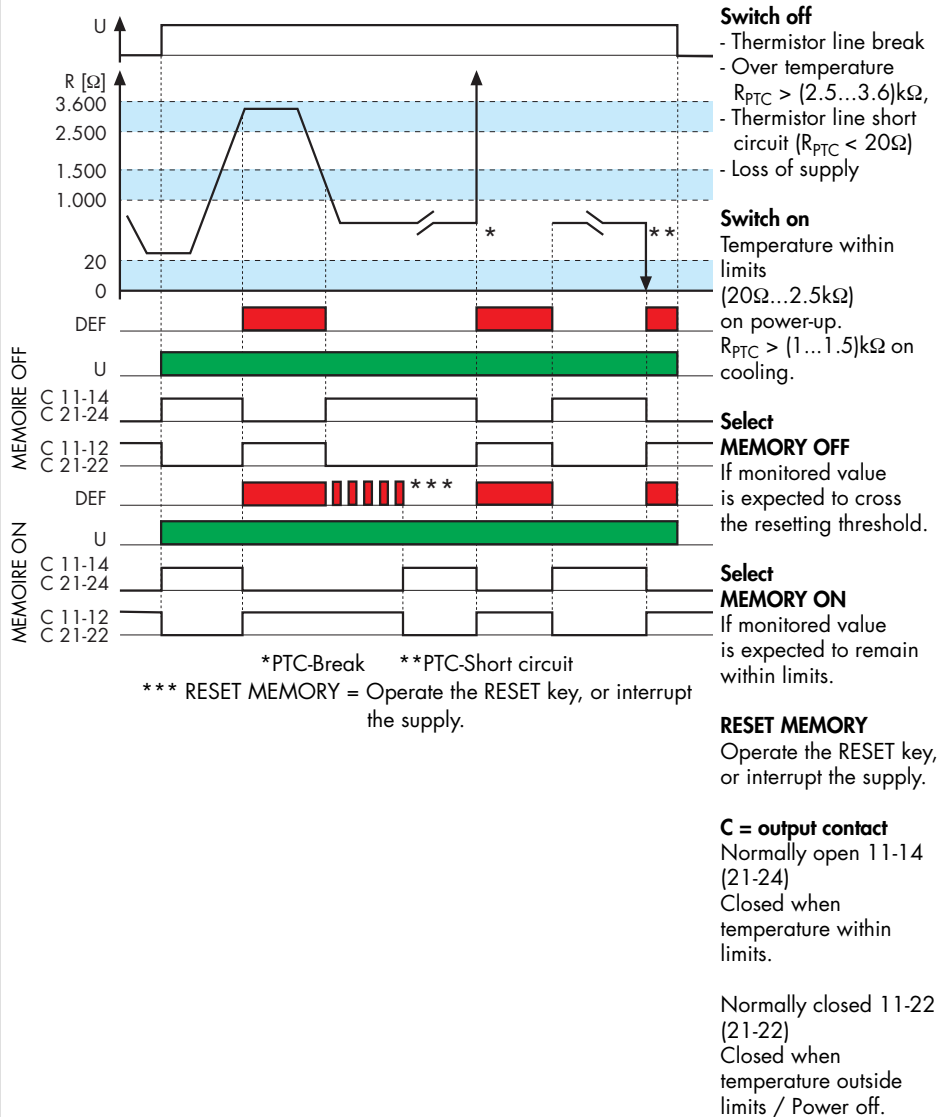 U
R [Ω]
3.600
2.500
1.500
1.000
20
0
*
**
DEF
MEMOIRE OFF
U
C 11-14
C 21-24
C 11-12
C 21-22
DEF
***
MEMOIRE ON
U
C 11-14
C 21-24
C 11-12
C 21-22
*PTC-Break **PTC-Short circuit
*** RESET MEMORY = Operate the RESET key, or interrupt
the supply.
Switch off
- Thermistor line break
- Over temperature
RPTC > (2.5...3.6)kΩ,
- Thermistor line short
circuit (RPTC < 20Ω)
- Loss of supply
Switch on
Temperature within
limits
(20Ω...2.5kΩ)
on power-up.
RPTC > (1...1.5)kΩ on
cooling.
Select
MEMORY OFF
If monitored value
is expected to cross
the resetting threshold.
Select
MEMORY ON
If monitored value
is expected to remain
within limits.
RESET MEMORY
Operate the RESET key,
or interrupt the supply.
C = output contact
Normally open 11-14
(21-24)
Closed when
temperature within
limits.
Normally closed 11-22
(21-22)
Closed when
temperature outside
limits / Power off.